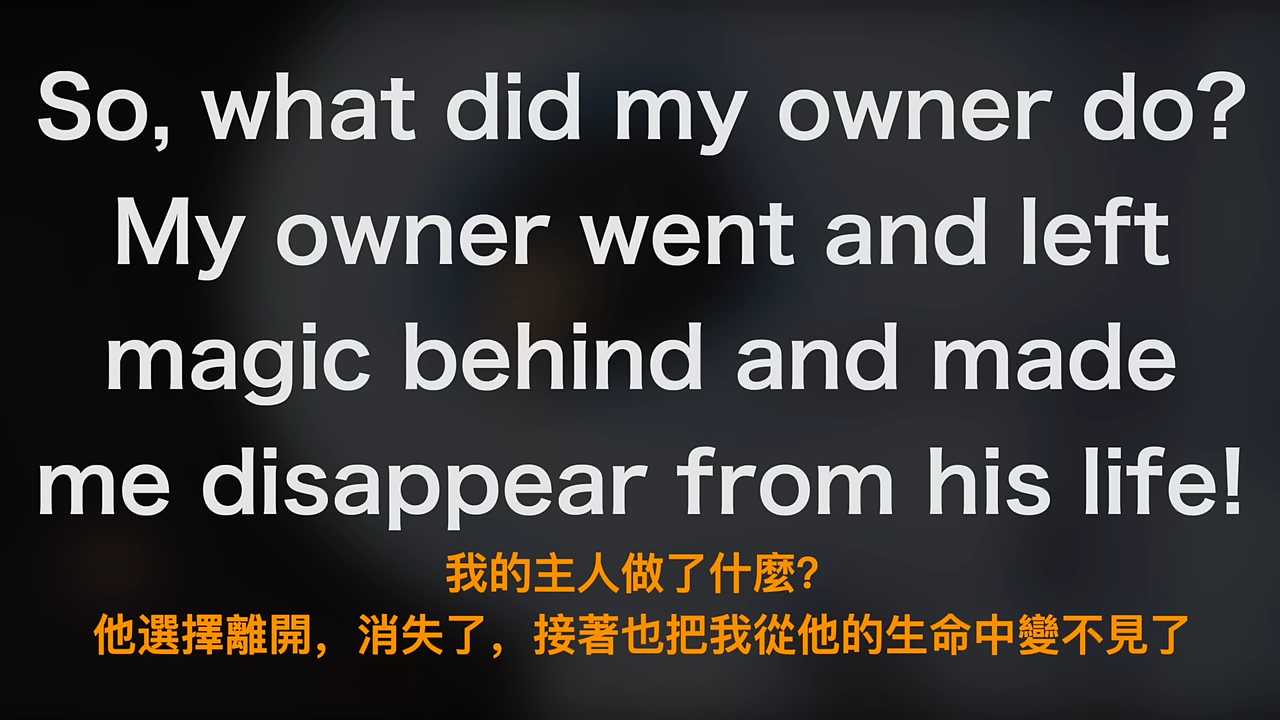 So, what did my owner do?
My owner went and left
magic behind and made
me disappear from his life!
我的主人做了什麼?
他選擇離開，消失了，接著也把我從他的生命中變不見了